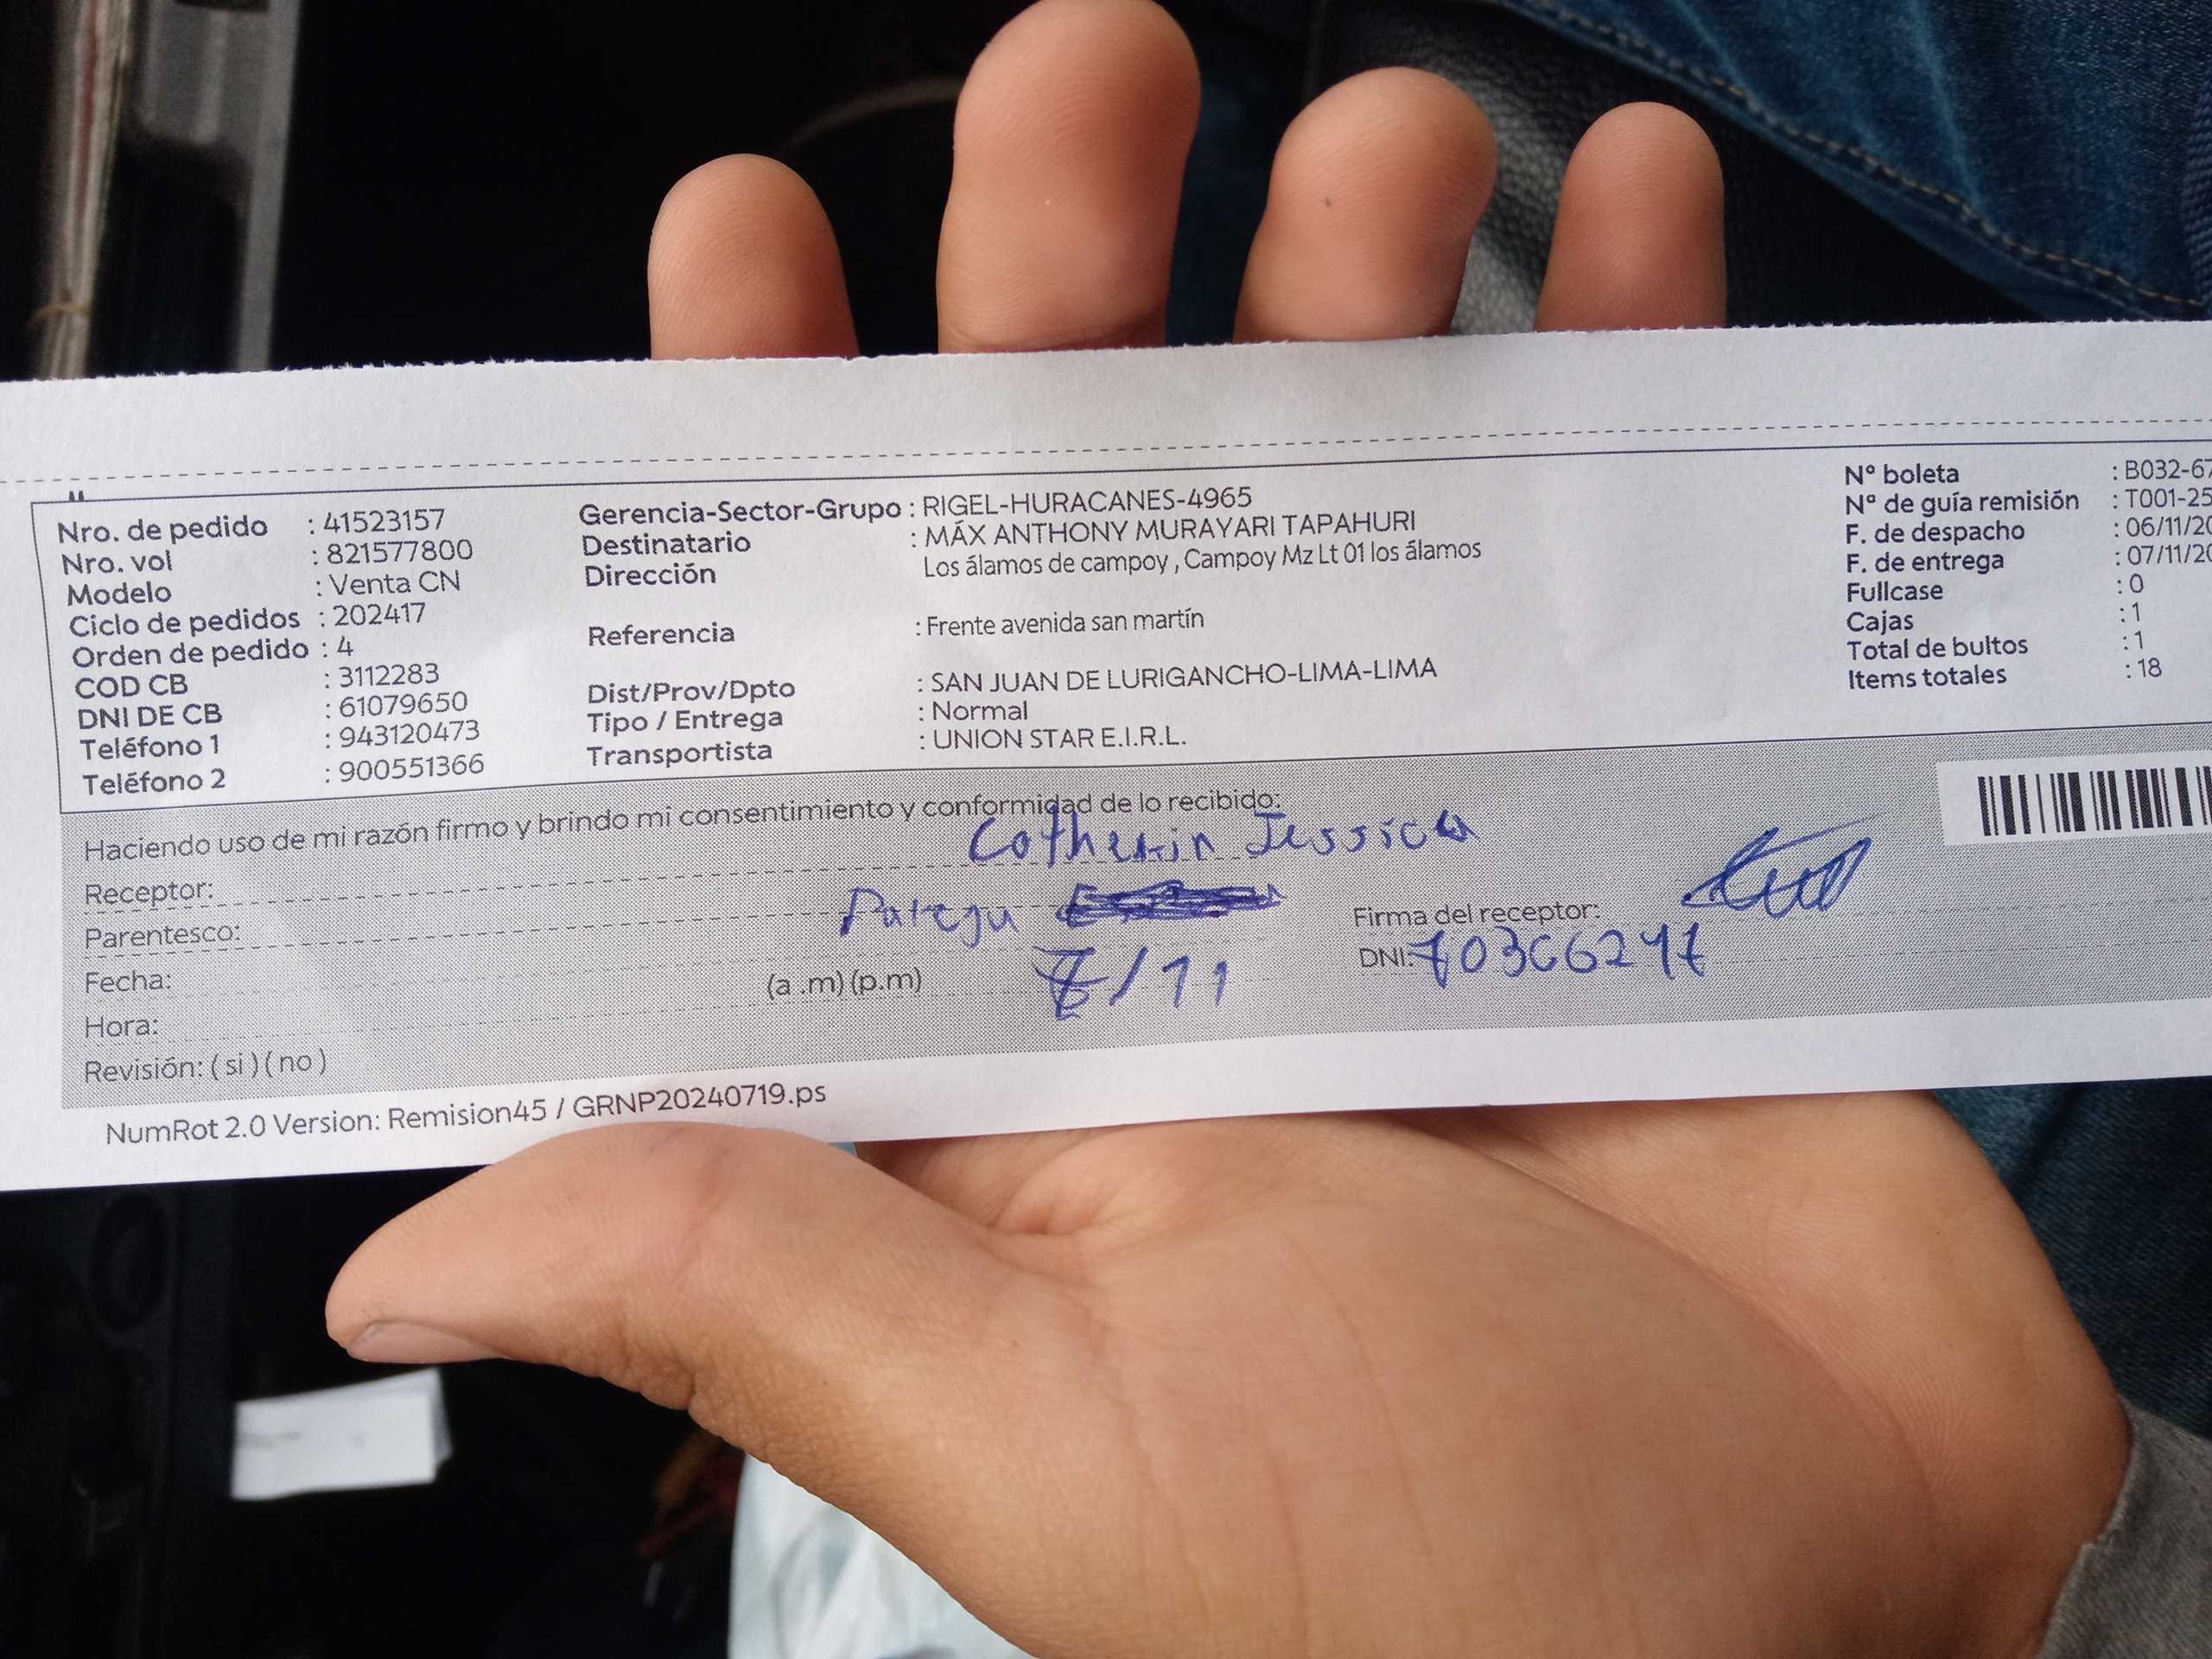 Nro. de pedido : 41523157
Nro. vol : 821577800
Modelo : Venta CN
Ciclo de pedidos : 202417
Orden de pedido : 4
COD CB : 3112283
DNI DE CB : 61079650
Teléfono 1 : 943120473
Teléfono 2 : 900551366
Gerencia-Sector-Grupo : RIGEL-HURACANES-4965
Destinatario : MÁX ANTHONY MURAYARI TAPAHURI
Dirección Los álamos de campoy , Campoy Mz Lt 01 los álamos
Referencia : Frente avenida san martín
Dist/Prov/Dpto : SAN JUAN DE LURIGANCHO-LIMA-LIMA
Tipo / Entrega : Normal
Transportista : UNION STAR E.I.R.L.
N° boleta : B032-67
N° de guía remisión : T001-25
F. de despacho : 06/11/20
F. de entrega : 07/11/20
Fullcase : 0
Cajas : 1
Total de bultos : 1
Items totales : 18
Haciendo uso de mi razón firmo y brindo mi consentimiento y conformidad de lo recibido:
Receptor: Catherin Jessica
Parentesco: Pareja
Firma del receptor:
Fecha: 11
(a .m) (p.m)
DNI:
Hora:
Revisión: ( si ) ( no )
NumRot 2.0 Version: Remision45 / GRNP20240719.ps